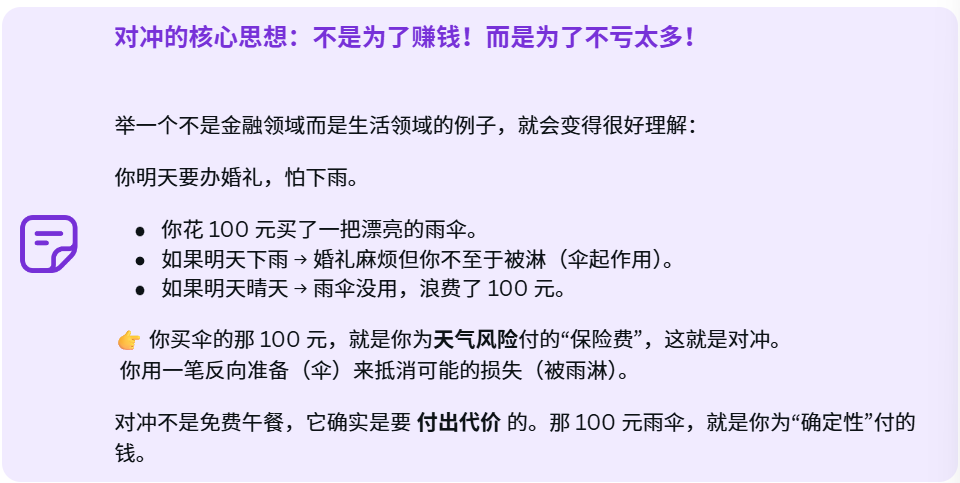 对冲的核心思想：不是为了赚钱！而是为了不亏太多！
举一个不是金融领域而是生活领域的例子，就会变得很好理解：
你明天要办婚礼，怕下雨。
● 你花 100 元买了一把漂亮的雨伞。
● 如果明天下雨 → 婚礼麻烦但你不至于被淋（伞起作用）。
● 如果明天晴天 → 雨伞没用，浪费了 100 元。
👉 你买伞的那 100 元，就是你为天气风险付的“保险费”，这就是对冲。
你用一笔反向准备（伞）来抵消可能的损失（被雨淋）。
对冲不是免费午餐，它确实是要 付出代价 的。那 100 元雨伞，就是你为“确定性”付的
钱。